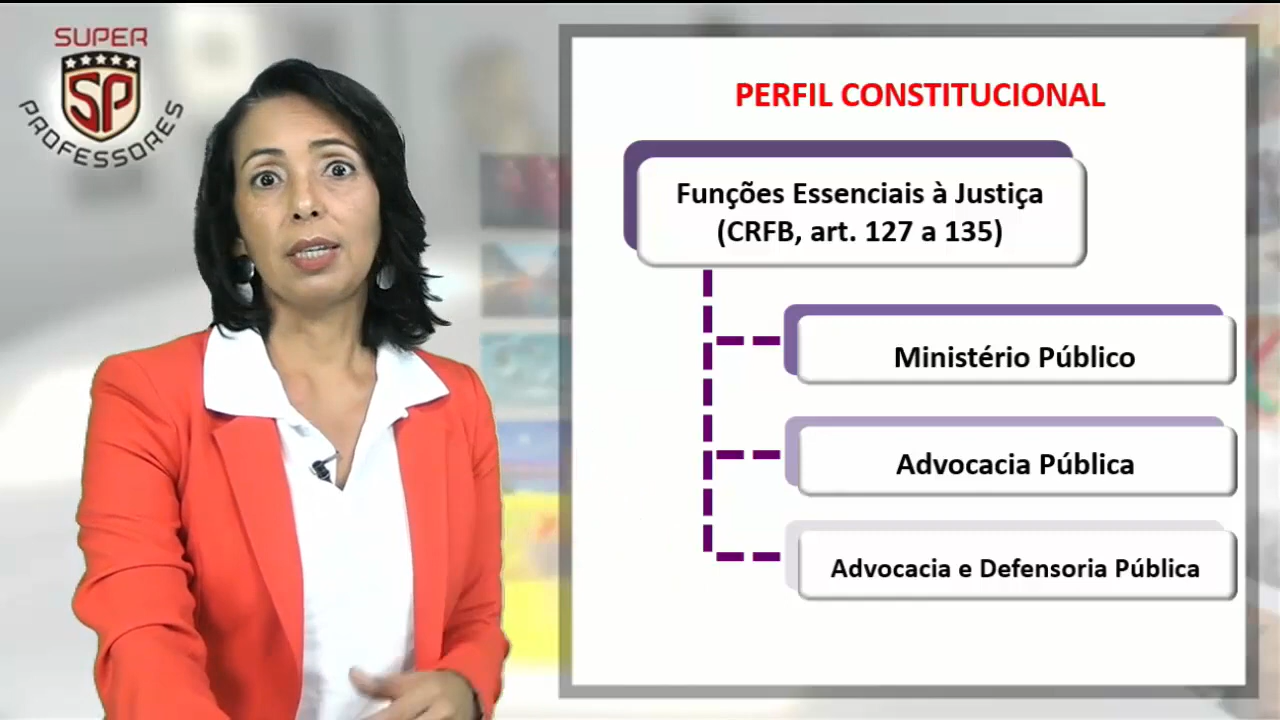 SUPER
SP
PROFESSORES
PERFIL CONSTITUCIONAL
Funções Essenciais à Justiça
(CRFB, art. 127 a 135)
Ministério Público
Advocacia Pública
Advocacia e Defensoria Pública